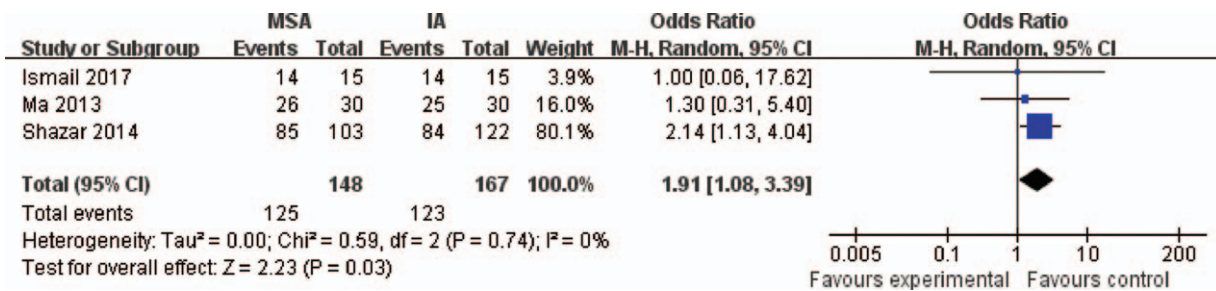 MSA IA Odds Ratio Odds Ratio
Study or Subgroup Events Total Events Total Weight M-H, Random, 95% CI M-H, Random, 95% CI
Ismail 2017 14 15 14 15 3.9% 1.00 [0.06, 17.62]
Ma 2013 26 30 25 30 16.0% 1.30 [0.31, 5.40]
Shazar 2014 85 103 84 122 80.1% 2.14 [1.13, 4.04]
Total (95% CI) 148 167 100.0% 1.91 [1.08, 3.39]
Total events 125 123
Heterogeneity: Tau² = 0.00; Chi² = 0.59, df = 2 (P = 0.74); I² = 0%
Test for overall effect: Z = 2.23 (P = 0.03)
0.005 0.1 1 10 200
Favours experimental Favours control